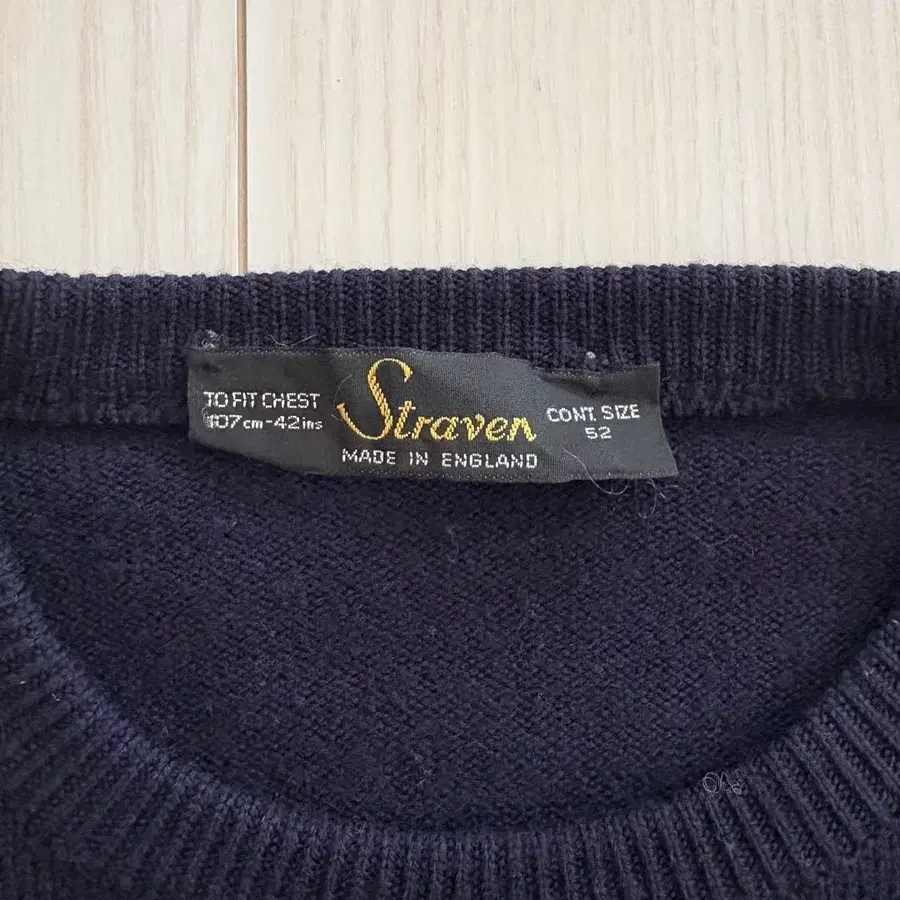 TO FIT CHEST
107cm-42ins
Straven
MADE IN ENGLAND
CONT. SIZE
52